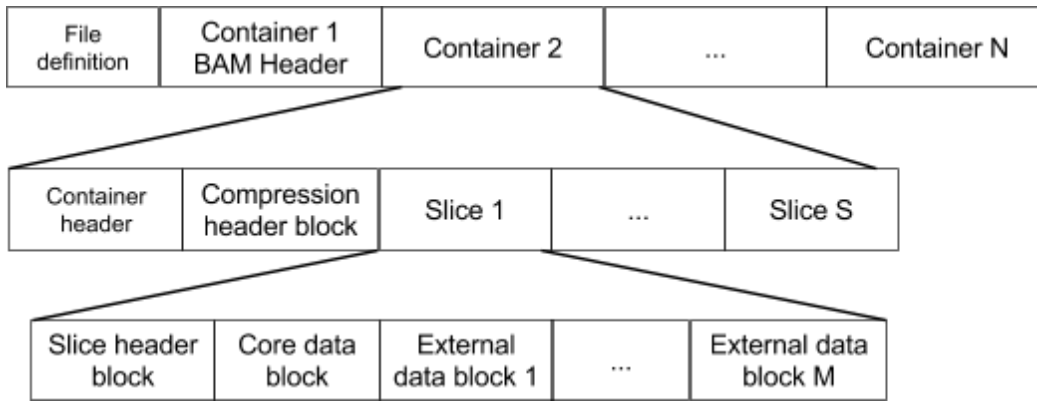 File
definition
Container 1
BAM Header
Container 2
...
Container N
Container
header
Compression
header block
Slice 1
...
Slice S
Slice header
block
Core data
block
External
data block 1
...
External data
block M